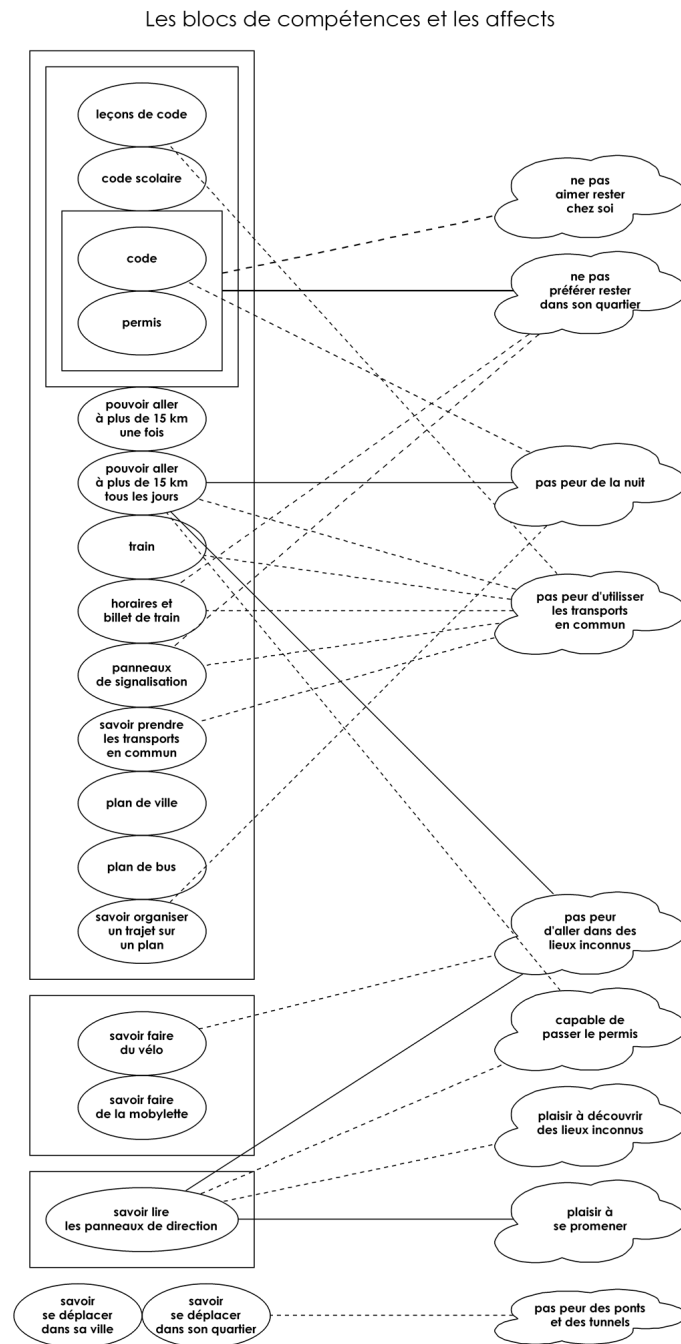 Les blocs de compétences et les affects
leçons de code
code scolaire
code
permis
pouvoir aller
à plus de 15 km
une fois
pouvoir aller
à plus de 15 km
tous les jours
train
horaires et
billet de train
panneaux
de signalisation
savoir prendre
les transports
en commun
plan de ville
plan de bus
savoir organiser
un trajet sur
un plan
savoir faire
du vélo
savoir faire
de la mobylette
savoir lire
les panneaux de direction
savoir
se déplacer
dans sa ville
savoir
se déplacer
dans son quartier
ne pas
aimer rester
chez soi
ne pas
préférer rester
dans son quartier
pas peur de la nuit
pas peur d'utilisser
les transports
en commun
pas peur
d'aller dans des
lieux inconnus
capable de
passer le permis
plaisir à découvrir
des lieux inconnus
plaisir à
se promener
pas peur des ponts
et des tunnels